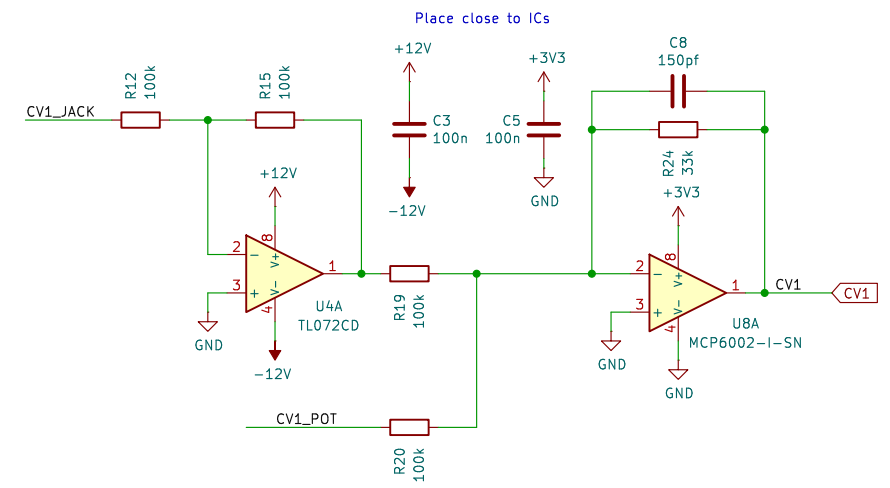 Place close to ICs
+12V
+3V3
C8
150pf
R12
100k
R15
100k
CV1_JACK
C3
100n
C5
100n
R24
33k
-12V
GND
+12V
+3V3
8
V+
2
-
1
3
+
V-
4
U4A
TL072CD
GND
-12V
R19
100k
8
V+
2
-
1
3
+
V-
4
CV1
CV1
U8A
MCP6002-I-SN
GND
GND
CV1_POT
R20
100k